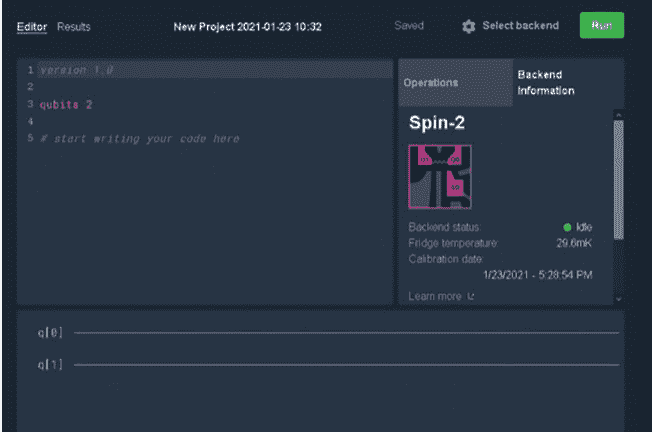 Editor Results New Project 2021-01-23 10:32 Saved Select backend Run
1 version 1.0
2
3 qubits 2
4
5 # start writing your code here
Operations
Backend Information
Spin-2
Backend status: Idle
Fridge temperature: 29.6mK
Calibration date:
1/23/2021 - 5:28:54 PM
Learn more
q[0]
q[1]